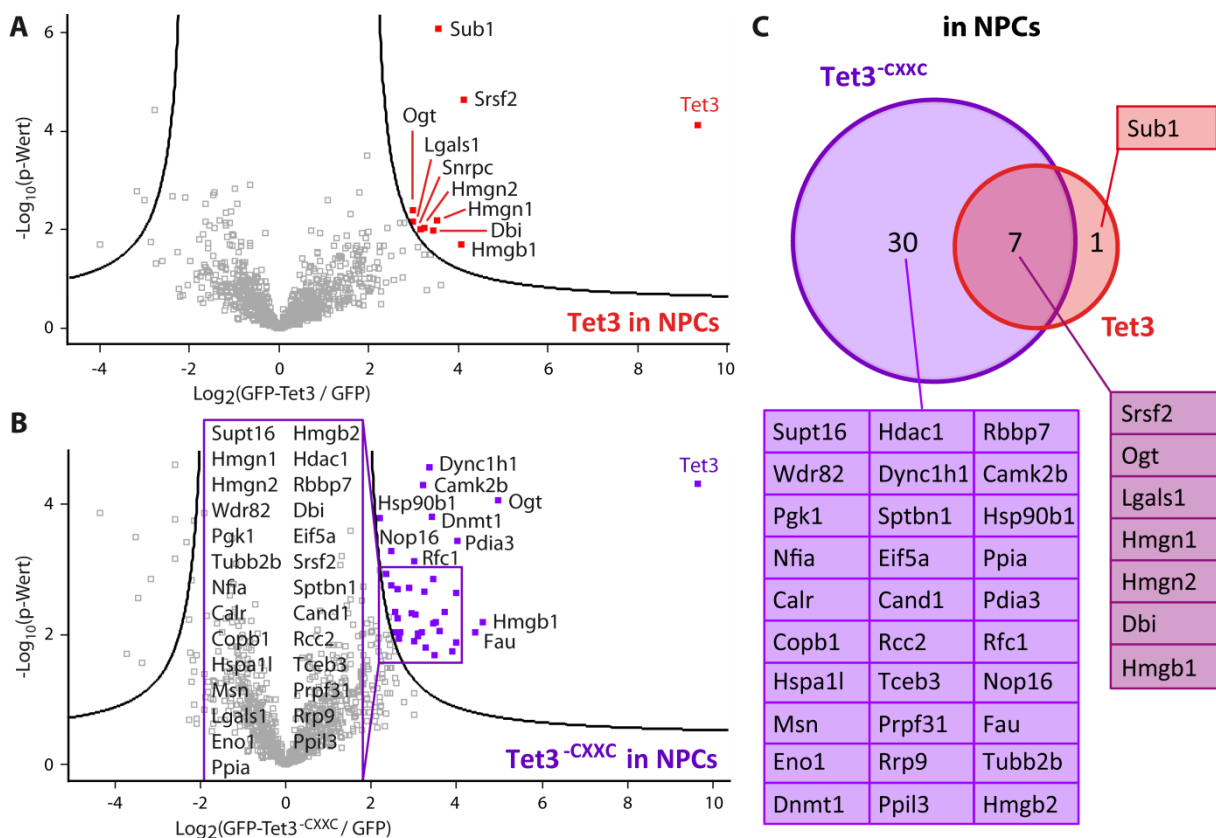 A
6
4
2
0
-Log10(p-Wert)
Sub1
Srsf2
Tet3
Ogt
Lgals1
Snrpc
Hmgn2
Hmgn1
Dbi
Hmgb1
Tet3 in NPCs
-4 -2 0 2 4 6 8 10
Log2(GFP-Tet3 / GFP)
B
4
2
0
-Log10(p-Wert)
Supt16 Hmgb2
Hmgn1 Hdac1
Hmgn2 Rbbp7
Wdr82 Dbi
Pgk1 Eif5a
Tubb2b Srsf2
Nfia Sptbn1
Calr Cand1
Copb1 Rcc2
Hspa1l Tceb3
Msn Prpf31
Lgals1 Rrp9
Eno1 Ppil3
Ppia
Tet3
Dync1h1
Camk2b
Ogt
Hsp90b1
Dnmt1
Nop16
Pdia3
Rfc1
Hmgb1
Fau
Tet3-CXXC in NPCs
-4 -2 0 2 4 6 8 10
Log2(GFP-Tet3-CXXC / GFP)
C
in NPCs
Tet3-CXXC
Sub1
30 7 1
Tet3
Supt16 Hdac1 Rbbp7
Wdr82 Dync1h1 Camk2b
Pgk1 Sptbn1 Hsp90b1
Nfia Eif5a Ppia
Calr Cand1 Pdia3
Copb1 Rcc2 Rfc1
Hspa1l Tceb3 Nop16
Msn Prpf31 Fau
Eno1 Rrp9 Tubb2b
Dnmt1 Ppil3 Hmgb2
Srsf2
Ogt
Lgals1
Hmgn1
Hmgn2
Dbi
Hmgb1